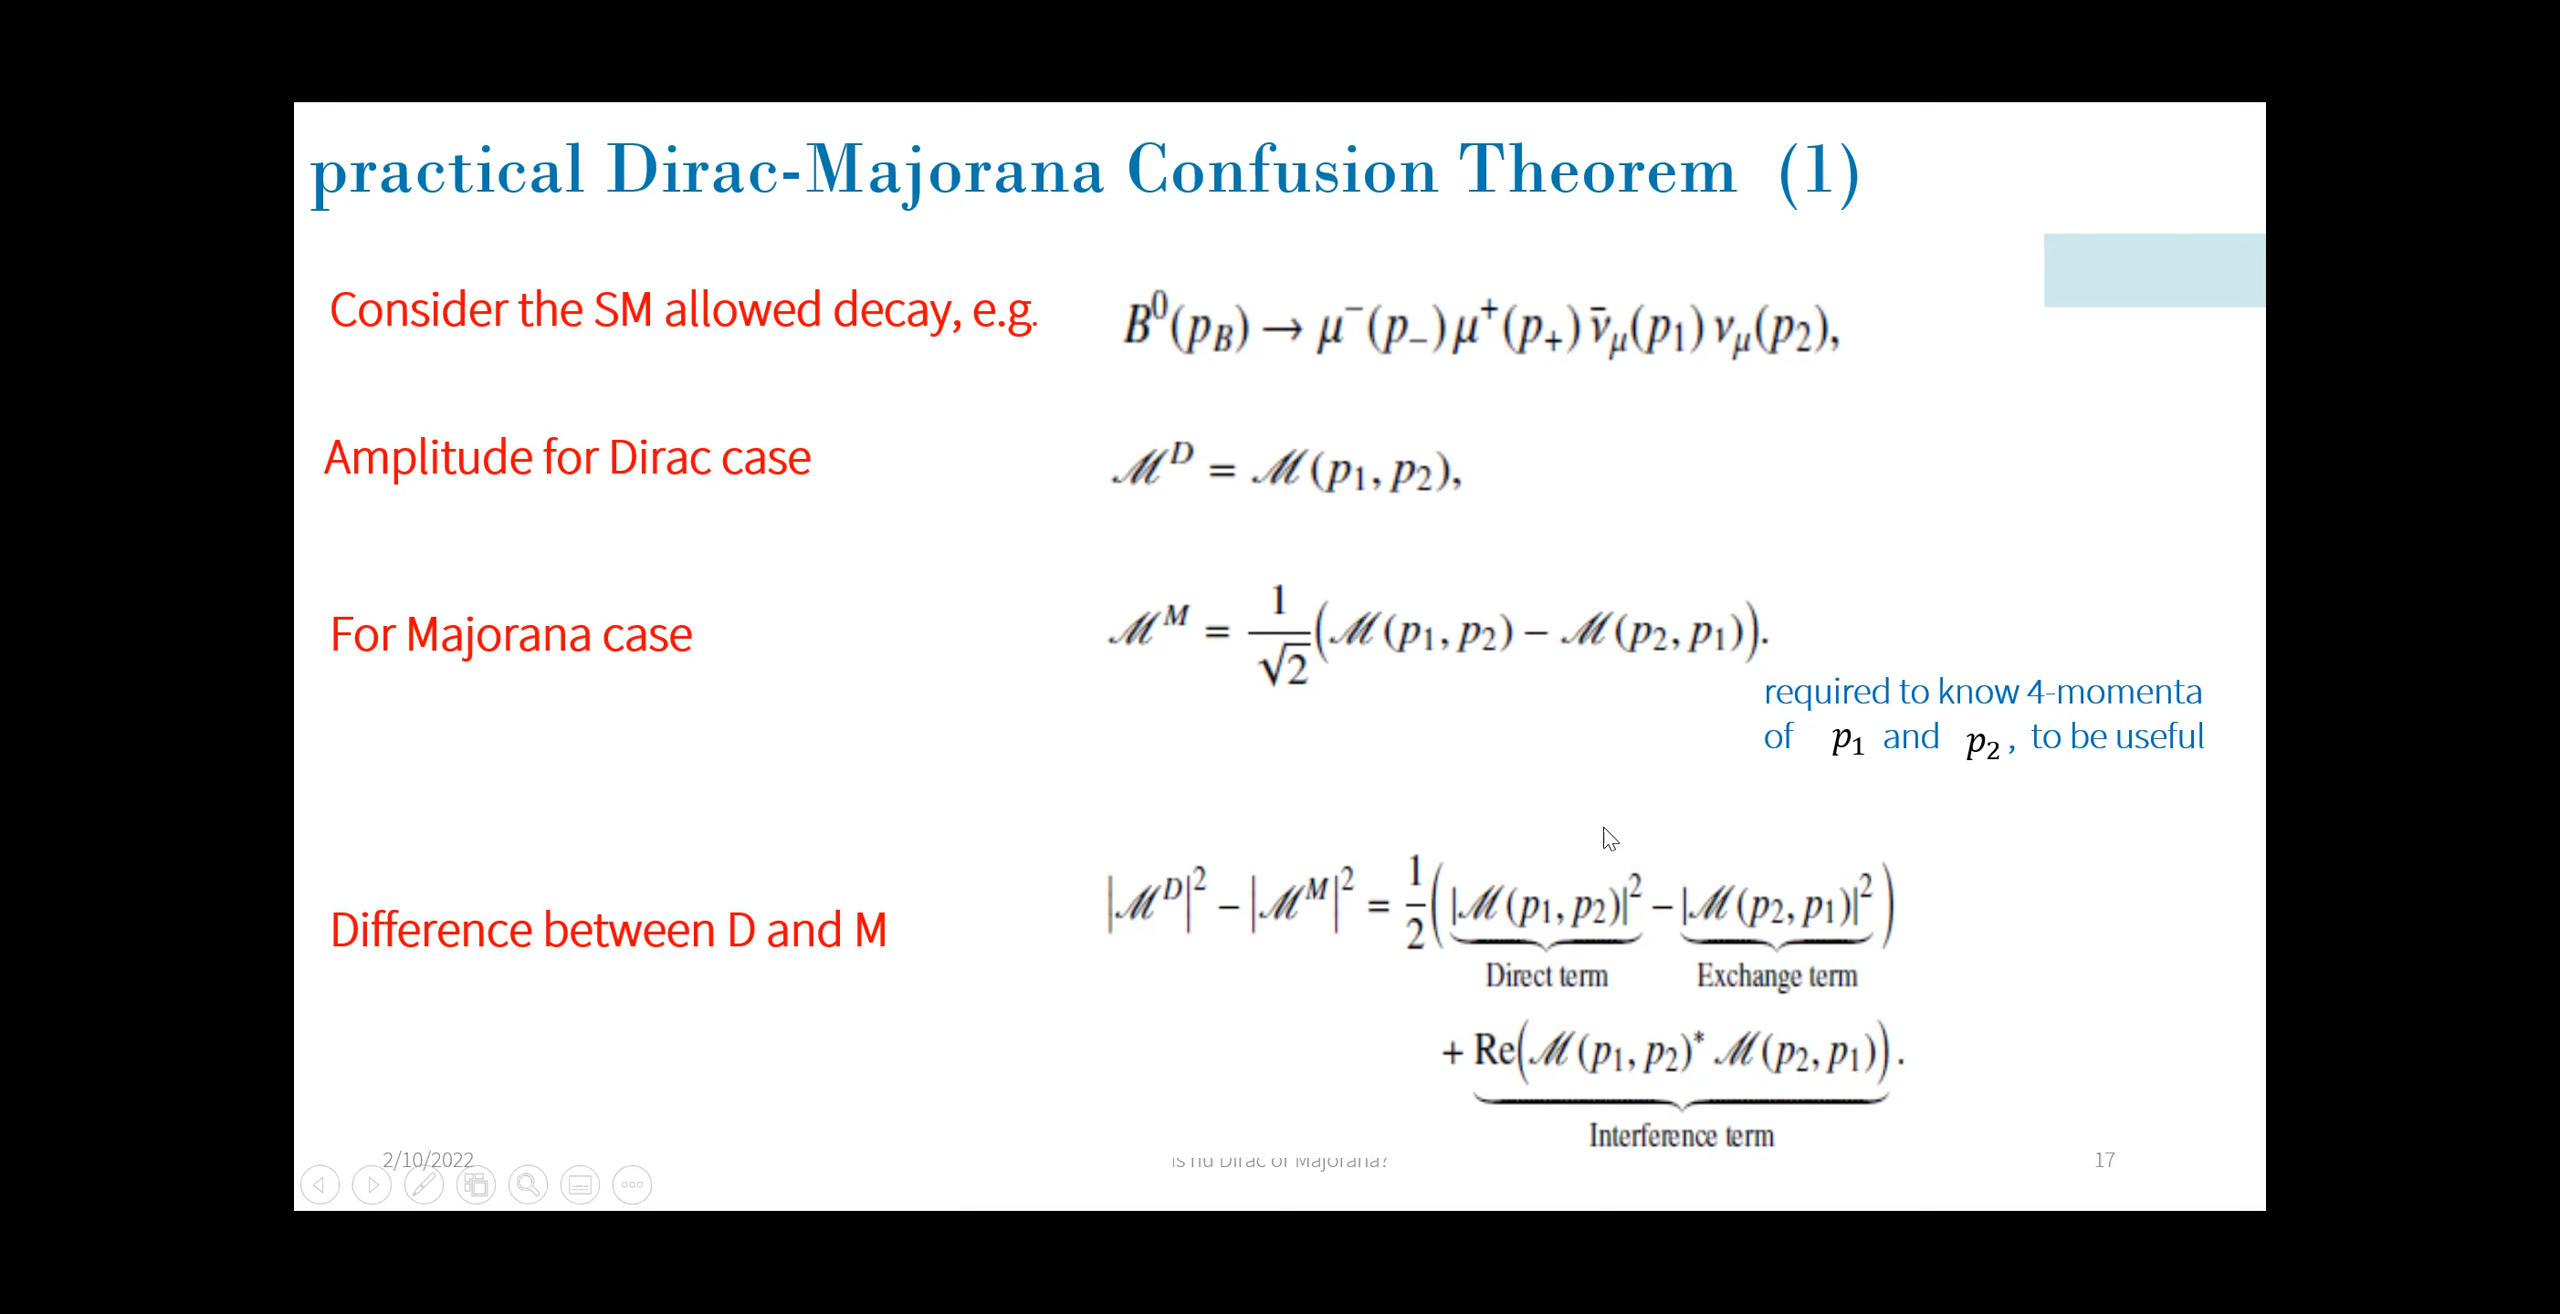 practical Dirac-Majorana Confusion Theorem (1)
Consider the SM allowed decay, e.g.
B⁰(p_B) → μ⁻(p₋) μ⁺(p₊) ν̄_μ(p₁) ν_μ(p₂),
Amplitude for Dirac case
ℳ^D = ℳ(p₁, p₂),
For Majorana case
ℳ^M = 1/√2 (ℳ(p₁, p₂) − ℳ(p₂, p₁)).
required to know 4-momenta
of p₁ and p₂, to be useful
Difference between D and M
|ℳ^D|² − |ℳ^M|² = 1/2 ( |ℳ(p₁, p₂)|² − |ℳ(p₂, p₁)|² )
Direct term Exchange term
+ Re(ℳ(p₁, p₂)* ℳ(p₂, p₁)).
Interference term
2/10/2022 Is nu Dirac or Majorana? 17